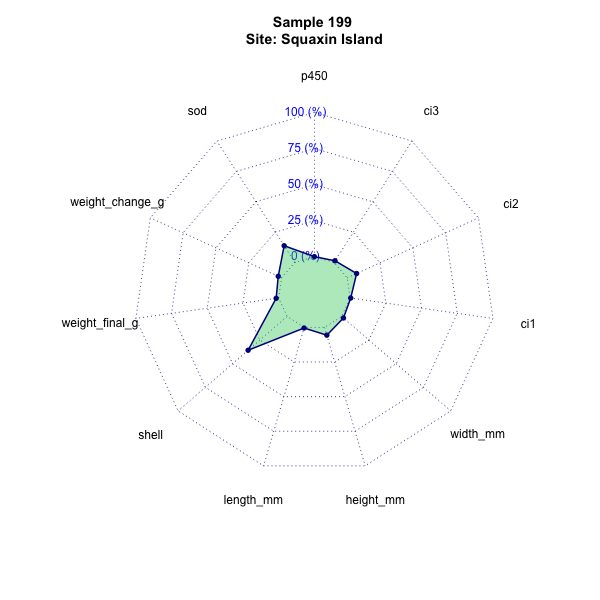 Sample 199
Site: Squaxin Island
p450
100 (%)
sod
ci3
75 (%)
50 (%)
weight_change_g
ci2
25 (%)
0 (%)
weight_final_g
ci1
shell
width_mm
length_mm
height_mm